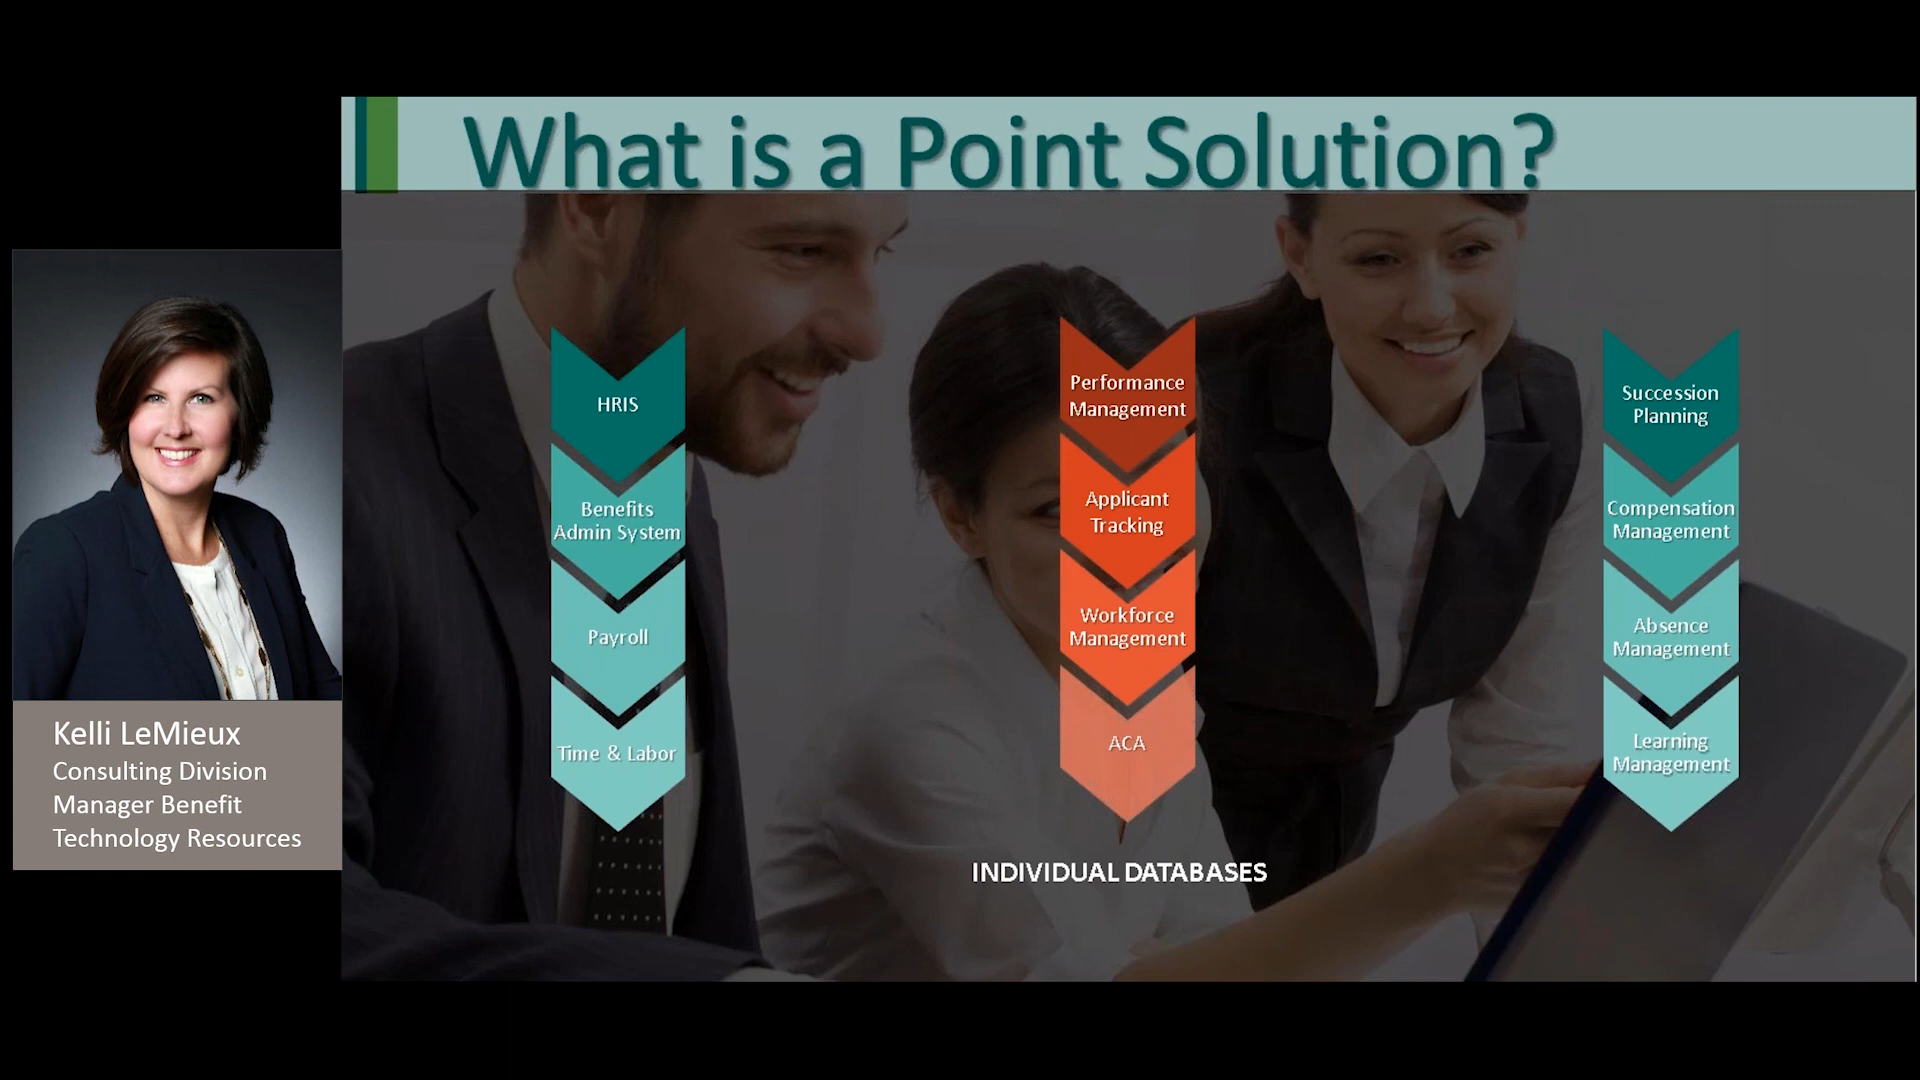 What is a Point Solution?
Kelli LeMieux
Consulting Division
Manager Benefit
Technology Resources
HRIS
Benefits
Admin System
Payroll
Time & Labor
Performance
Management
Applicant
Tracking
Workforce
Management
ACA
Succession
Planning
Compensation
Management
Absence
Management
Learning
Management
INDIVIDUAL DATABASES